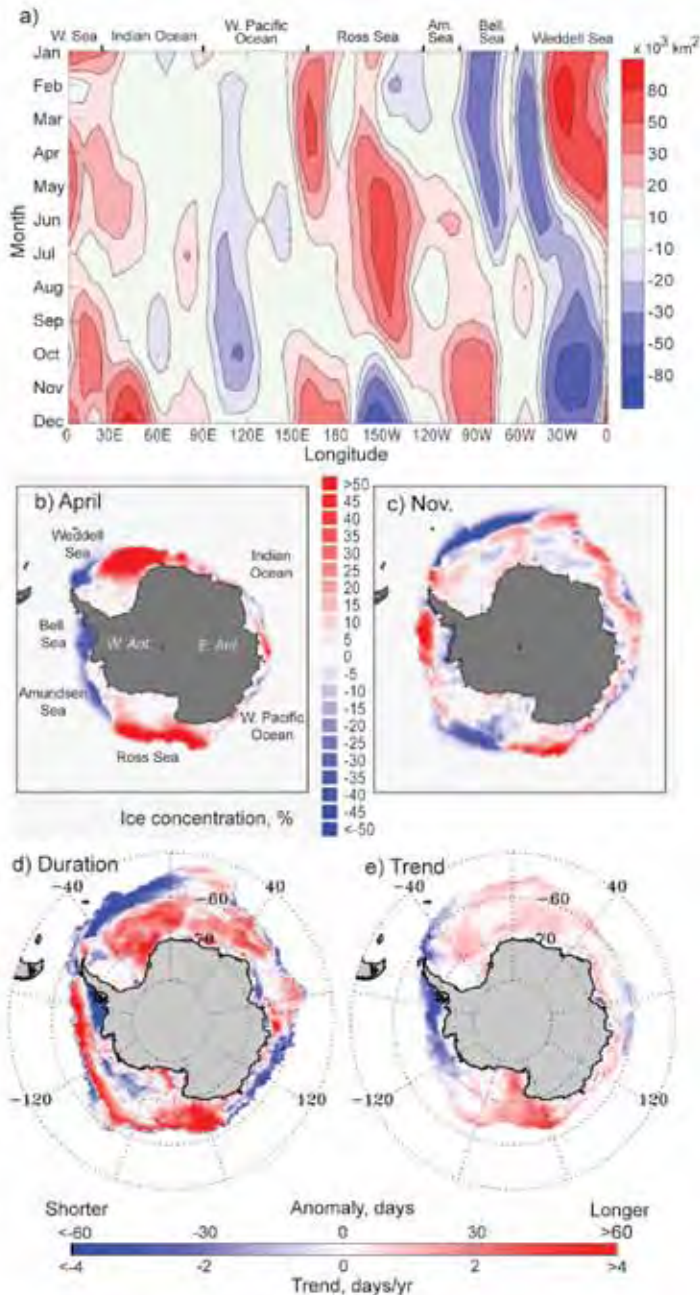 a)
W. Sea Indian Ocean W. Pacific Ocean Ross Sea Am. Sea Bell. Sea Weddell Sea
x 10³ km²
Month
Jan
Feb
Mar
Apr
May
Jun
Jul
Aug
Sep
Oct
Nov
Dec
80
50
30
20
10
-10
-20
-30
-50
-80
0 30E 60E 90E 120E 150E 180 150W 120W 90W 60W 30W 0
Longitude
b) April
Weddell Sea
Indian Ocean
Bell Sea
W. Ant. E. Ant.
Amundsen Sea
W. Pacific Ocean
Ross Sea
Ice concentration, %
>50
45
40
35
30
25
20
15
10
5
0
-5
-10
-15
-20
-25
-30
-35
-40
-45
<-50
c) Nov.
d) Duration
-40 40
-60
-70
-120 120
e) Trend
-40 40
-60
-70
-120 120
Shorter Anomaly, days Longer
<-60 -30 0 30 >60
<-4 -2 0 2 >4
Trend, days/yr